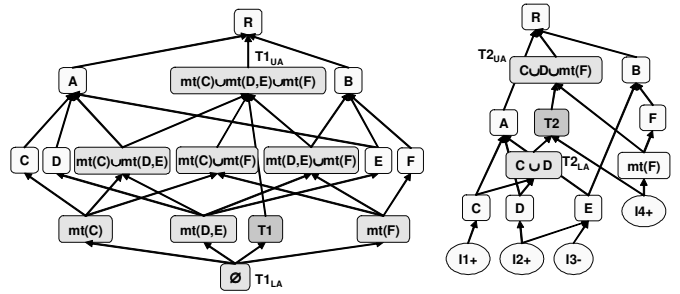 R
T1UA
A
mt(C)∪mt(D,E)∪mt(F)
B
C
D
mt(C)∪mt(D,E)
mt(C)∪mt(F)
mt(D,E)∪mt(F)
E
F
mt(C)
mt(D,E)
T1
mt(F)
Ø
T1LA
R
T2UA
C∪D∪mt(F)
B
A
T2
F
C ∪ D
T2LA
mt(F)
C
D
E
I4+
I1+
I2+
I3-